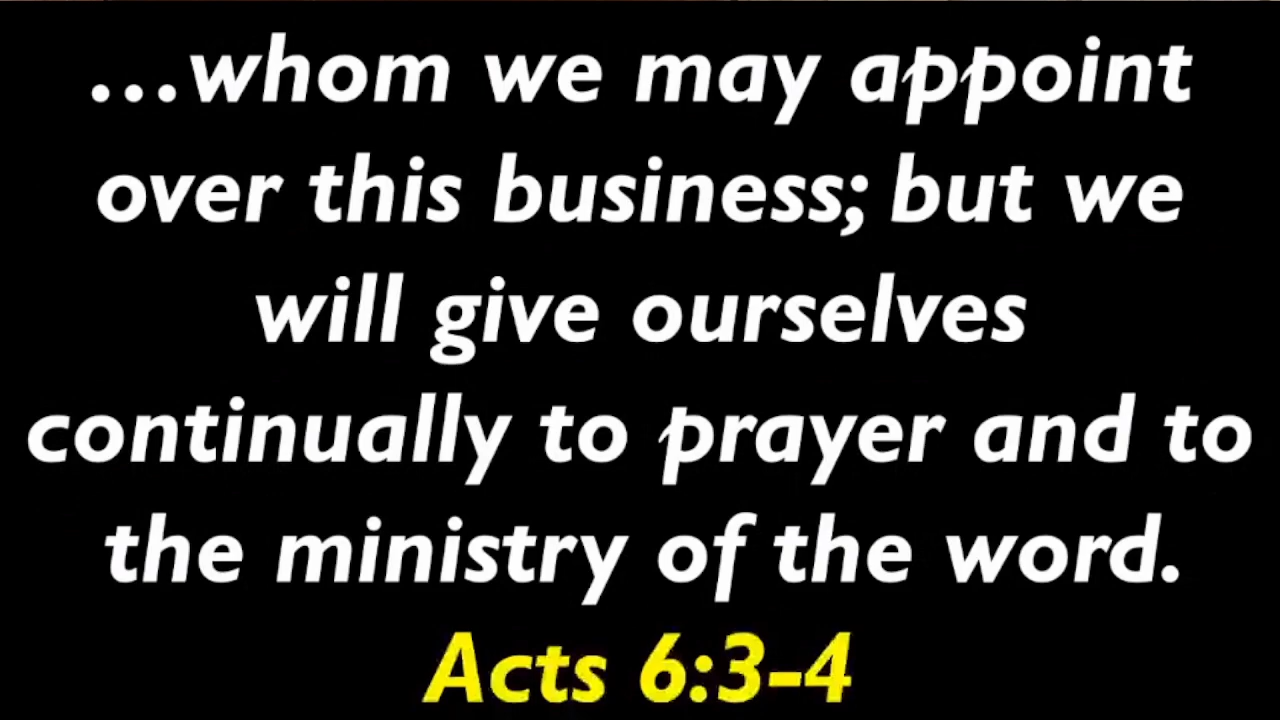 …whom we may appoint
over this business; but we
will give ourselves
continually to prayer and to
the ministry of the word.
Acts 6:3-4